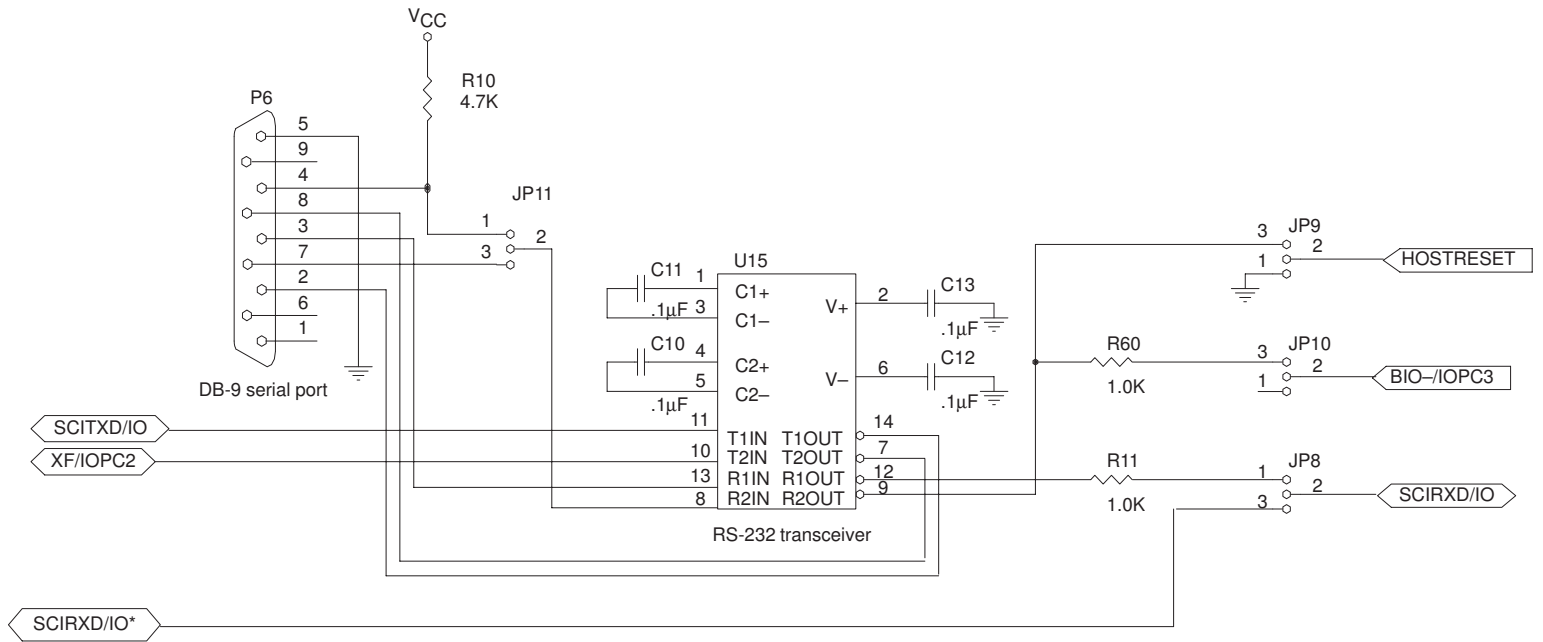 VCC
R10
4.7K
P6
5
9
4
8
3
7
2
6
1
DB-9 serial port
JP11
1
2
3
U15
C11
.1µF
1
3
C10
.1µF
4
5
C1+
C1–
C2+
C2–
V+
V–
2
C13
.1µF
6
C12
.1µF
11
10
13
8
T1IN T1OUT
T2IN T2OUT
R1IN R1OUT
R2IN R2OUT
14
7
12
9
RS-232 transceiver
SCITXD/IO
XF/IOPC2
SCIRXD/IO*
JP9
3
2
1
HOSTRESET
R60
1.0K
JP10
3
2
1
BIO–/IOPC3
R11
1.0K
JP8
1
2
3
SCIRXD/IO